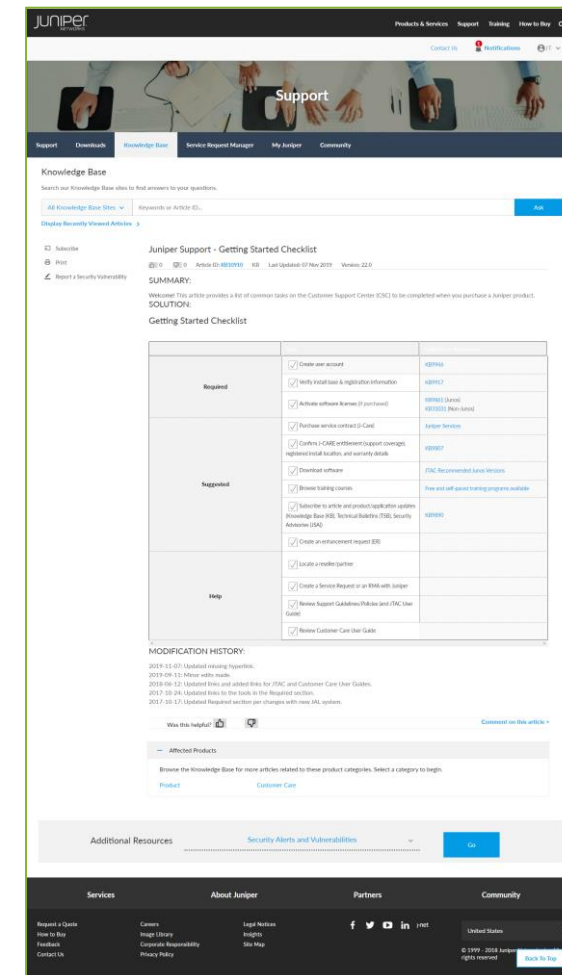 JUNIPER
NETWORKS
Products & Services Support Training How to Buy
Contact Us 1 Notifications
Support
Support Downloads Knowledge Base Service Request Manager My Juniper Community
Knowledge Base
Search our Knowledge Base sites to find answers to your questions.
All Knowledge Base Sites Keywords or Article ID... Ask
Display Recently Viewed Articles
Subscribe
Print
Report a Security Vulnerability
Juniper Support - Getting Started Checklist
0 0 Article ID: KB10910 KB Last Updated: 07 Nov 2019 Version: 22.0
SUMMARY:
Welcome! This article provides a list of common tasks on the Customer Support Center (CSC) to be completed when you purchase a Juniper product.
SOLUTION:
Getting Started Checklist
Required
Create user account KB9946
Verify install base & registration information KB9917
Activate software licenses (if purchased) (Junos)
(Non-Junos)
Suggested
Purchase service contract (J-Care) Juniper Services
Confirm J-CARE entitlement (support coverage), registered install location, and warranty details
Download software JTAC Recommended Junos Versions
Browse training courses Free and self-paced training programs available
Subscribe to article and product/application updates
(Knowledge Base (KB), Technical Bulletins (TSB), Security
Advisories (JSA))
Create an enhancement request (ER)
Help
Locate a reseller/partner
Create a Service Request or an RMA with Juniper
Review Support Guidelines/Policies (and JTAC User
Guide)
Review Customer Care User Guide
MODIFICATION HISTORY:
2019-11-07: Updated missing hyperlink.
2019-09-11: Minor edits made.
2018-06-12: Updated links and added links for JTAC and Customer Care User Guides.
2017-10-24: Updated links to the tools in the Required section.
2017-10-17: Updated Required section per changes with new JAL system.
Was this helpful? Comment on this article >
— Affected Products
Browse the Knowledge Base for more articles related to these product categories. Select a category to begin.
Product Customer Care
Additional Resources Security Alerts and Vulnerabilities Go
Services About Juniper Partners Community
Request a Quote Careers Legal Notices
How to Buy Image Library Insights United States
Feedback Corporate Responsibility Site Map
Contact Us Privacy Policy
© 1999 - 2018 Juniper
rights reserved
Back To Top